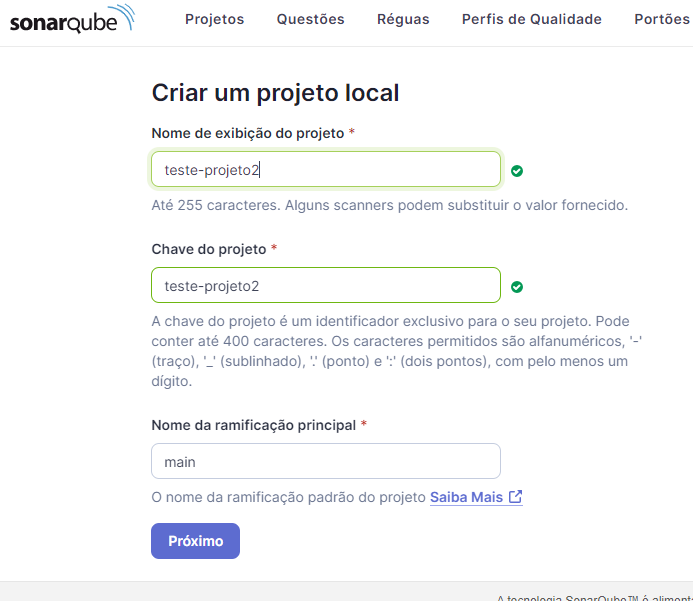 sonarqube Projetos Questões Réguas Perfis de Qualidade Portões
Criar um projeto local
Nome de exibição do projeto *
teste-projeto2
Até 255 caracteres. Alguns scanners podem substituir o valor fornecido.
Chave do projeto *
teste-projeto2
A chave do projeto é um identificador exclusivo para o seu projeto. Pode
conter até 400 caracteres. Os caracteres permitidos são alfanuméricos, '-'
(traço), '_' (sublinhado), '.' (ponto) e ':' (dois pontos), com pelo menos um
dígito.
Nome da ramificação principal *
main
O nome da ramificação padrão do projeto Saiba Mais
Próximo
A tecnologia SonarQube™ é